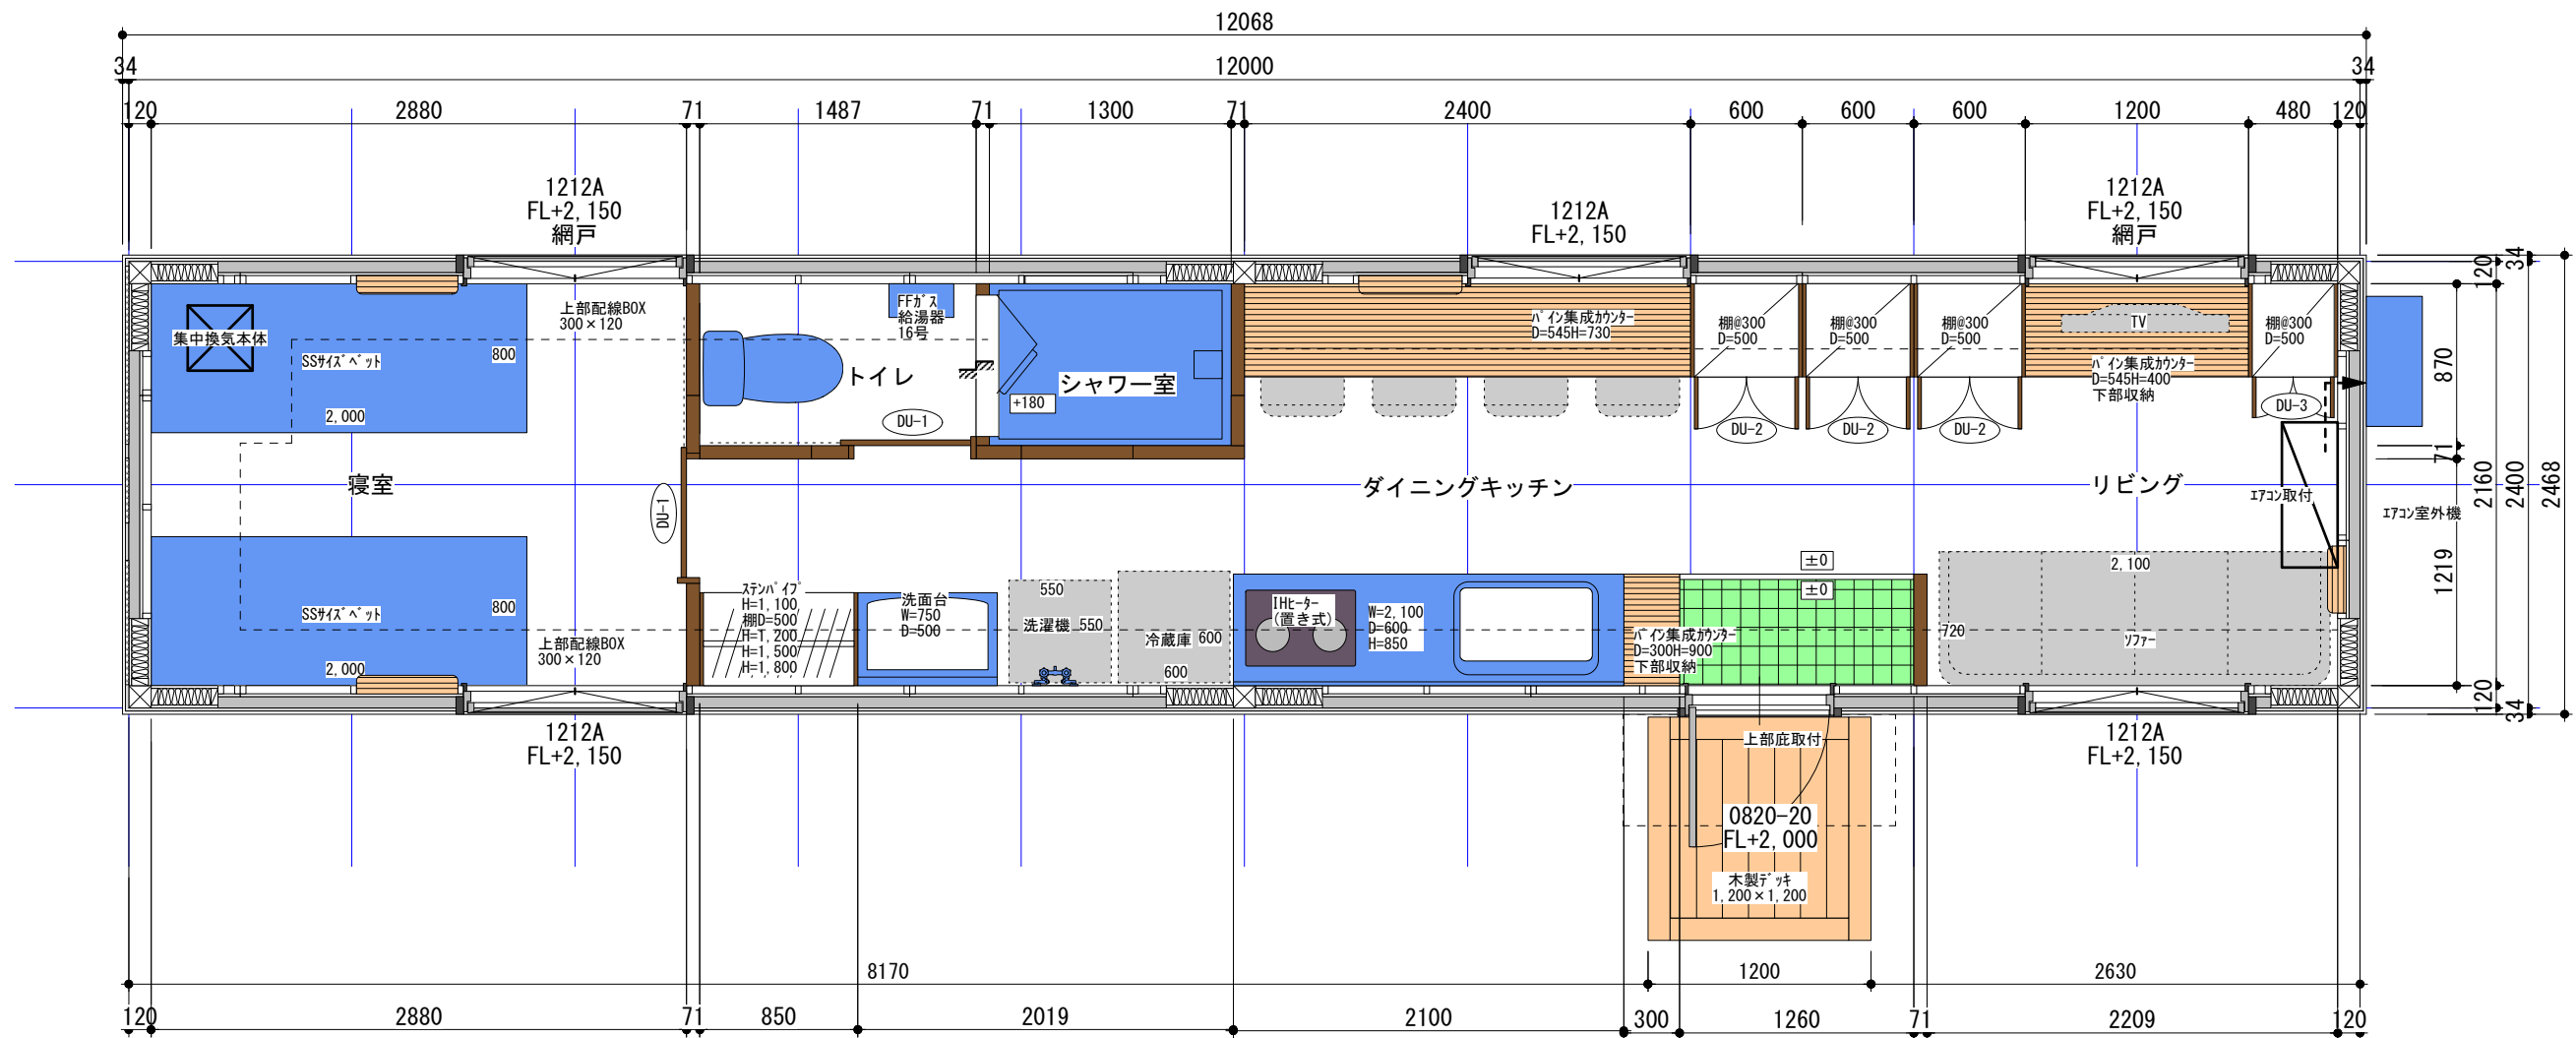 12068
34 12000 34
120 2880 71 1487 71 1300 71 2400 600 600 600 1200 480 120
1212A
FL+2,150
網戸
1212A
FL+2,150
1212A
FL+2,150
網戸
集中換気本体
SSサイズベット
800
2,000
上部配線BOX
300×120
FFガス
給湯器
16号
トイレ
シャワー室
+180
DU-1
パイン集成カウンター
D=545H=730
棚@300
D=500
棚@300
D=500
棚@300
D=500
TV
パイン集成カウンター
D=545H=400
下部収納
棚@300
D=500
DU-2
DU-2
DU-2
DU-3
寝室
DU-1
ダイニングキッチン
リビング
エアコン取付
エアコン室外機
SSサイズベット
800
2,000
上部配線BOX
300×120
ステンパイプ
H=1,100
棚D=500
H=1,200
H=1,500
H=1,800
洗面台
W=750
D=500
550
洗濯機 550
冷蔵庫 600
600
IHヒーター
(置き式)
W=2,100
D=600
H=850
パイン集成カウンター
D=300H=900
下部収納
±0
±0
720
2,100
ソファー
34
120
870
71
1219
2160
2400
2468
120
34
1212A
FL+2,150
上部庇取付
0820-20
FL+2,000
木製デッキ
1,200×1,200
1212A
FL+2,150
8170 1200 2630
120 2880 71 850 2019 2100 300 1260 71 2209 120